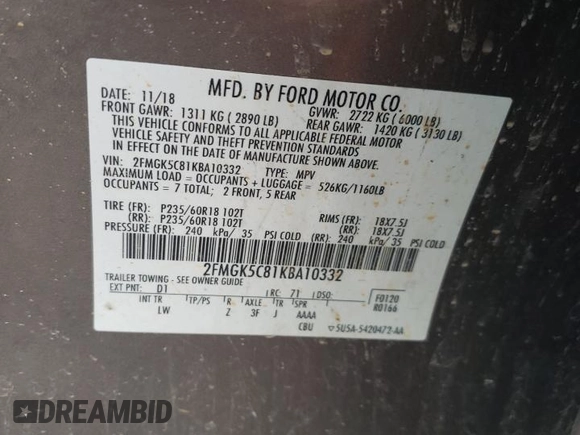 MFD. BY FORD MOTOR CO.
DATE: 11/18 GVWR: 2722 KG ( 6000 LB)
FRONT GAWR: 1311 KG ( 2890 LB) REAR GAWR: 1420 KG ( 3130 LB)
THIS VEHICLE CONFORMS TO ALL APPLICABLE FEDERAL MOTOR
VEHICLE SAFETY AND THEFT PREVENTION STANDARDS
IN EFFECT ON THE DATE OF MANUFACTURE SHOWN ABOVE.
VIN: 2FMGK5C81KBA10332 TYPE: MPV
MAXIMUM LOAD = OCCUPANTS + LUGGAGE = 526KG/1160LB
OCCUPANTS = 7 TOTAL; 2 FRONT, 5 REAR
TIRE (FR): P235/60R18 102T RIMS (FR): 18X7.5J
(RR): P235/60R18 102T (RR): 18X7.5J
PRESSURE (FR): 240 kPa/ 35 PSI COLD (RR): 240 kPa/ 35 PSI COLD
2FMGK5C81KBA10332
TRAILER TOWING - SEE OWNER GUIDE
EXT PNT: D1 RC: 71 DSO: F0120
INT TR TP/PS R AXLE TR SPR R0166
LW Z 3F J AAAA
CBU 5USA-5420472-AA
DREAMBID